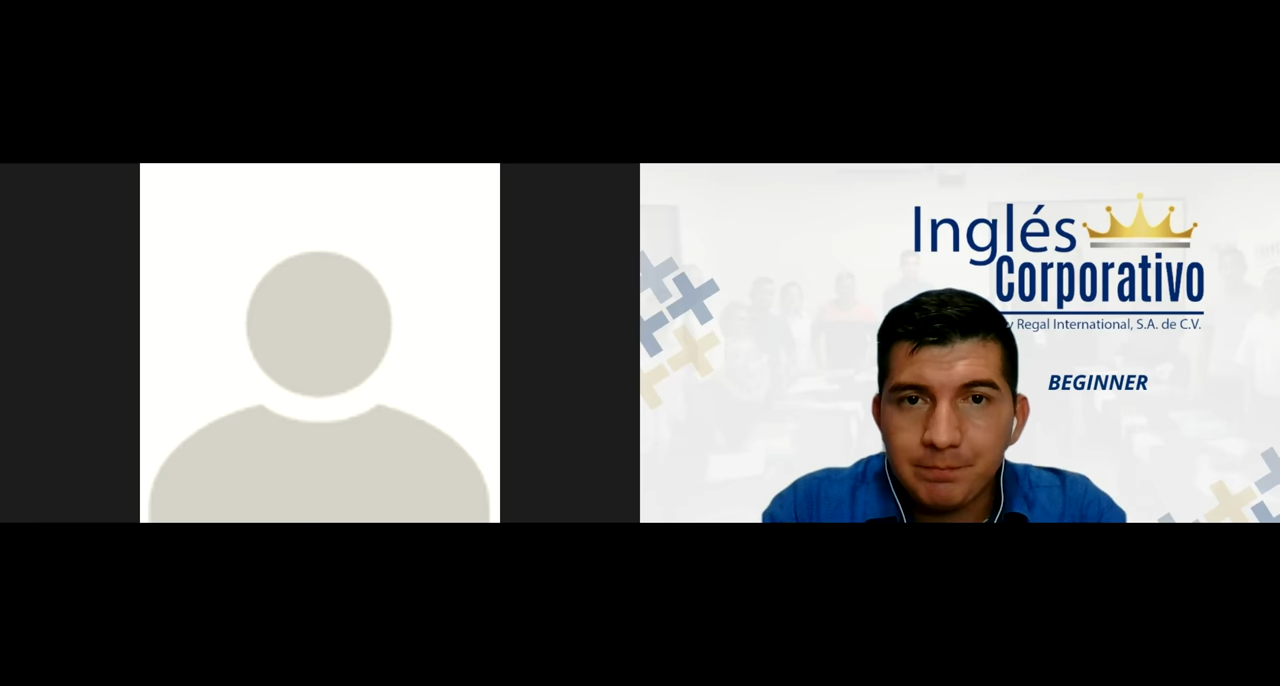 Inglés
Corporativo
y Regal International, S.A. de C.V.
BEGINNER